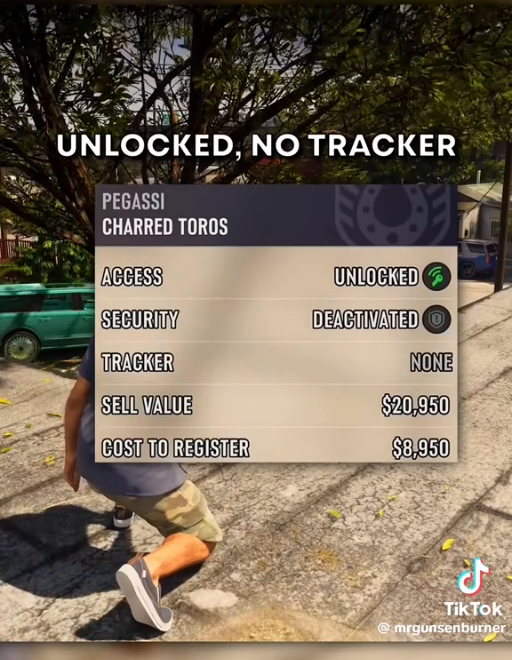 UNLOCKED, NO TRACKER
PEGASSI
CHARRED TOROS
ACCESS UNLOCKED
SECURITY DEACTIVATED
TRACKER NONE
SELL VALUE $20,950
COST TO REGISTER $8,950
TikTok
@ mrgunsenburner